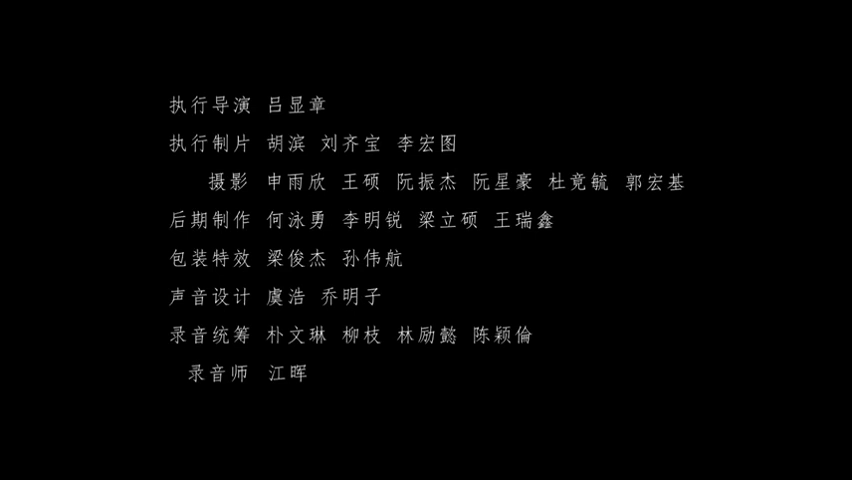 执行导演 吕显章
执行制片 胡滨 刘齐宝 李宏图
摄影 申雨欣 王硕 阮振杰 阮星豪 杜竟毓 郭宏基
后期制作 何泳勇 李明锐 梁立硕 王瑞鑫
包装特效 梁俊杰 孙伟航
声音设计 虞浩 乔明子
录音统筹 朴文琳 柳枝 林励懿 陈颖倫
录音师 江晖